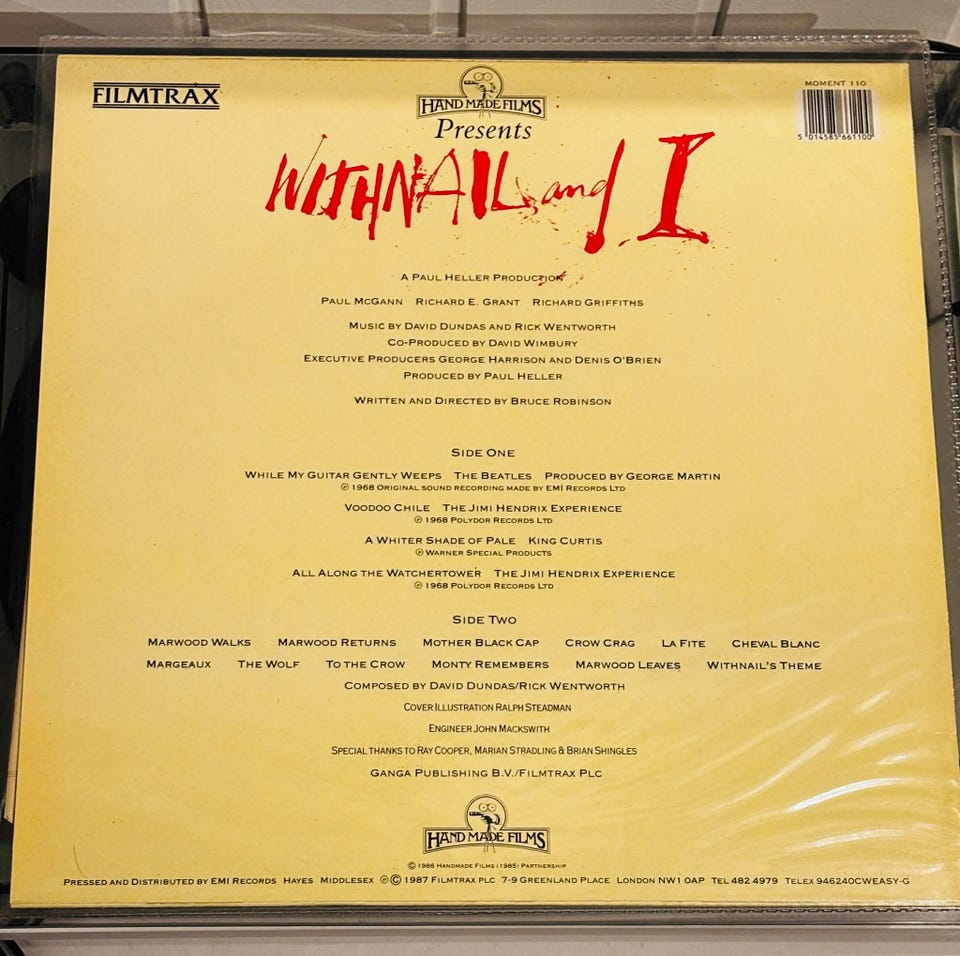 FILMTRAX
HAND MADE FILMS
MOMENT 110
5 014585 661100
Presents
WITHNAIL and I
A PAUL HELLER PRODUCTION
PAUL MCGANN RICHARD E. GRANT RICHARD GRIFFITHS
MUSIC BY DAVID DUNDAS AND RICK WENTWORTH
CO-PRODUCED BY DAVID WIMBURY
EXECUTIVE PRODUCERS GEORGE HARRISON AND DENIS O'BRIEN
PRODUCED BY PAUL HELLER
WRITTEN AND DIRECTED BY BRUCE ROBINSON
SIDE ONE
WHILE MY GUITAR GENTLY WEEPS THE BEATLES PRODUCED BY GEORGE MARTIN
℗ 1968 ORIGINAL SOUND RECORDING MADE BY EMI RECORDS LTD
VOODOO CHILE THE JIMI HENDRIX EXPERIENCE
℗ 1968 POLYDOR RECORDS LTD
A WHITER SHADE OF PALE KING CURTIS
℗ WARNER SPECIAL PRODUCTS
ALL ALONG THE WATCHERTOWER THE JIMI HENDRIX EXPERIENCE
℗ 1968 POLYDOR RECORDS LTD
SIDE TWO
MARWOOD WALKS MARWOOD RETURNS MOTHER BLACK CAP CROW CRAG LA FITE CHEVAL BLANC
MARGEAUX THE WOLF TO THE CROW MONTY REMEMBERS MARWOOD LEAVES WITHNAIL'S THEME
COMPOSED BY DAVID DUNDAS/RICK WENTWORTH
COVER ILLUSTRATION RALPH STEADMAN
ENGINEER JOHN MACKSWITH
SPECIAL THANKS TO RAY COOPER, MARIAN STRADLING & BRIAN SHINGLES
GANGA PUBLISHING B.V./FILMTRAX PLC
HAND MADE FILMS
© 1986 HANDMADE FILMS (1985) PARTNERSHIP
PRESSED AND DISTRIBUTED BY EMI RECORDS HAYES MIDDLESEX ℗ © 1987 FILMTRAX PLC 7-9 GREENLAND PLACE LONDON NW1 0AP TEL 482 4979 TELEX 946240CWEASY-G